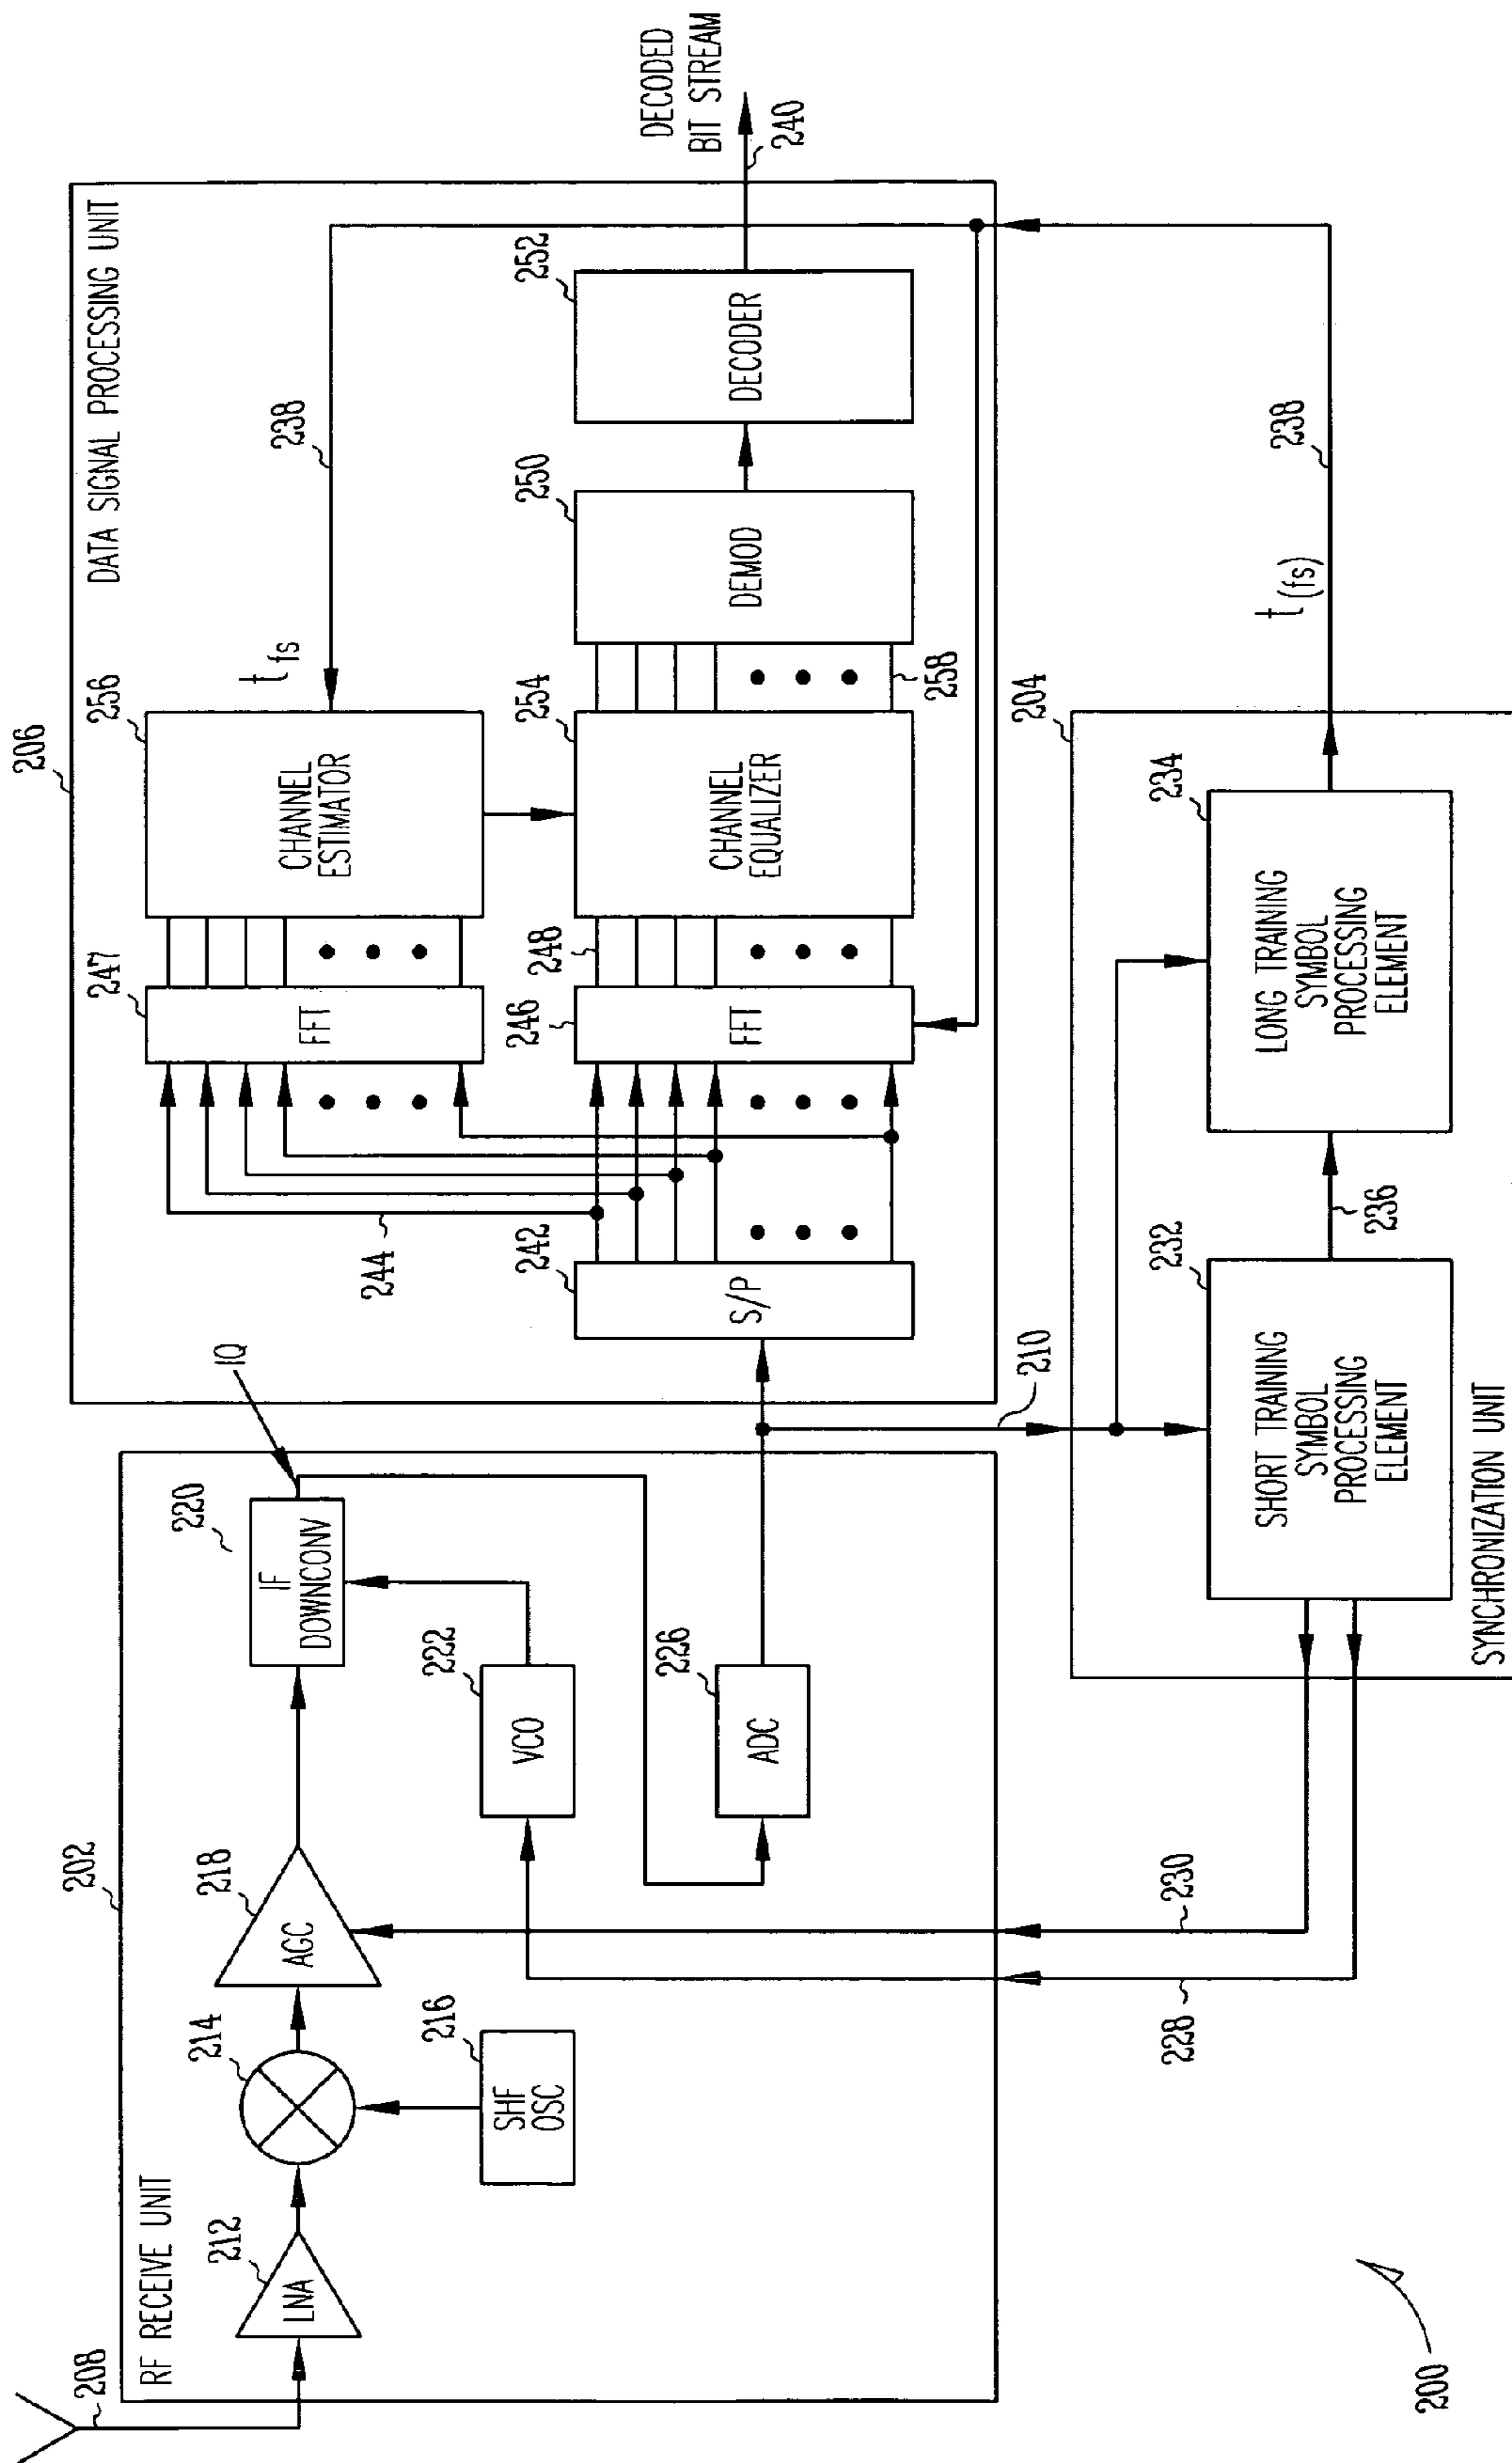 RF RECEIVE UNIT
202
208
212
LNA
214
216
SHF
OSC
218
AGC
220
IF
DOWNCONV
IQ
222
VCO
226
ADC
228
230
200
206
DATA SIGNAL PROCESSING UNIT
242
S/P
244
247
FFT
246
FFT
248
256
CHANNEL
ESTIMATOR
tfs
238
254
CHANNEL
EQUALIZER
258
250
DEMOD
252
DECODER
DECODED
BIT STREAM
240
210
204
SYNCHRONIZATION UNIT
232
SHORT TRAINING
SYMBOL
PROCESSING
ELEMENT
236
234
LONG TRAINING
SYMBOL
PROCESSING
ELEMENT
t(fs)
238